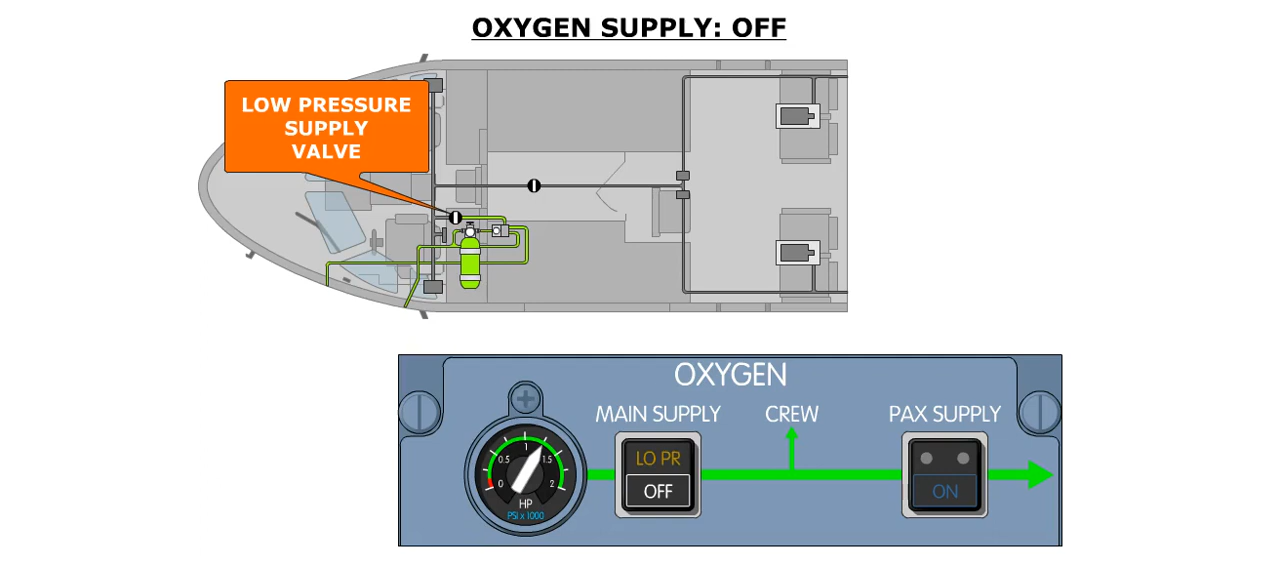 OXYGEN SUPPLY: OFF
LOW PRESSURE
SUPPLY
VALVE
OXYGEN
MAIN SUPPLY
CREW
PAX SUPPLY
0
0.5
1
1.5
2
HP
PSI x 1000
LO PR
OFF
ON